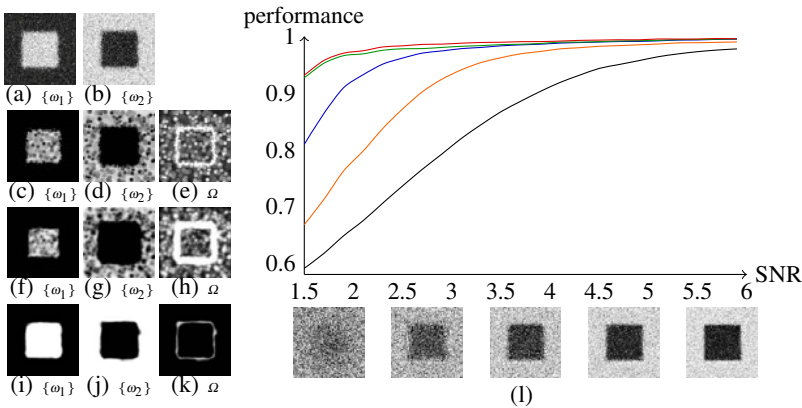 performance
1
0.9
0.8
0.7
0.6
1.5 2 2.5 3 3.5 4 4.5 5 5.5 6
SNR
(a) {ω₁} (b) {ω₂}
(c) {ω₁} (d) {ω₂} (e) Ω
(f) {ω₁} (g) {ω₂} (h) Ω
(i) {ω₁} (j) {ω₂} (k) Ω
(l)